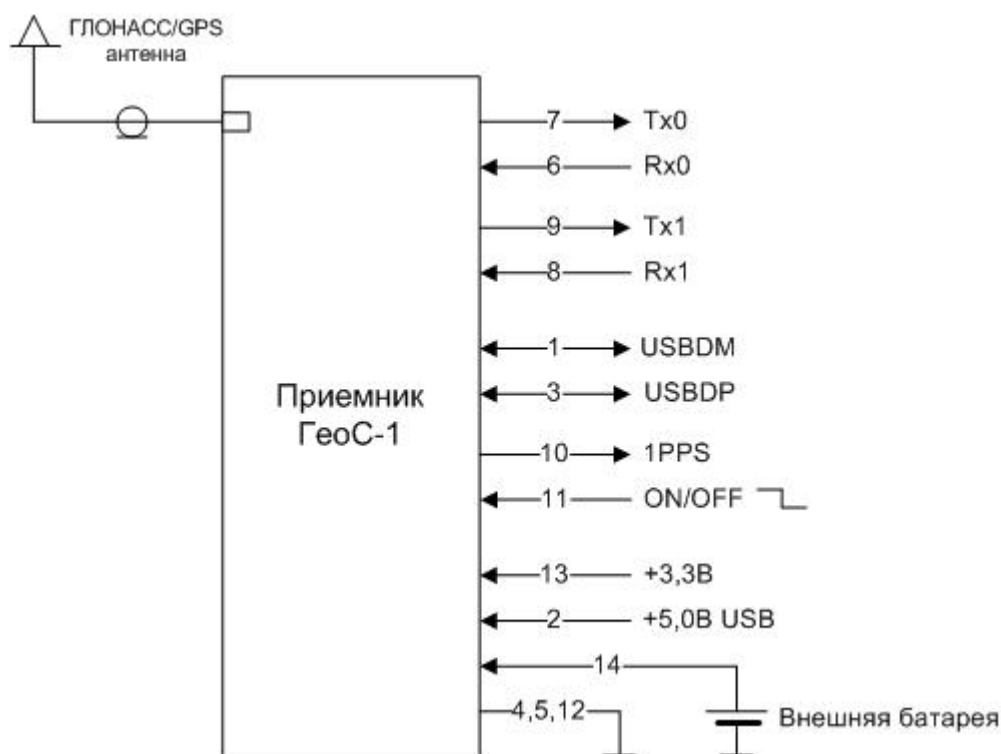 ГЛОНАСС/GPS
антенна
7 Tx0
6 Rx0
9 Tx1
8 Rx1
1 USBDM
3 USBDP
Приемник
ГеоС-1
10 1PPS
11 ON/OFF
13 +3,3В
2 +5,0В USB
14
4,5,12
Внешняя батарея